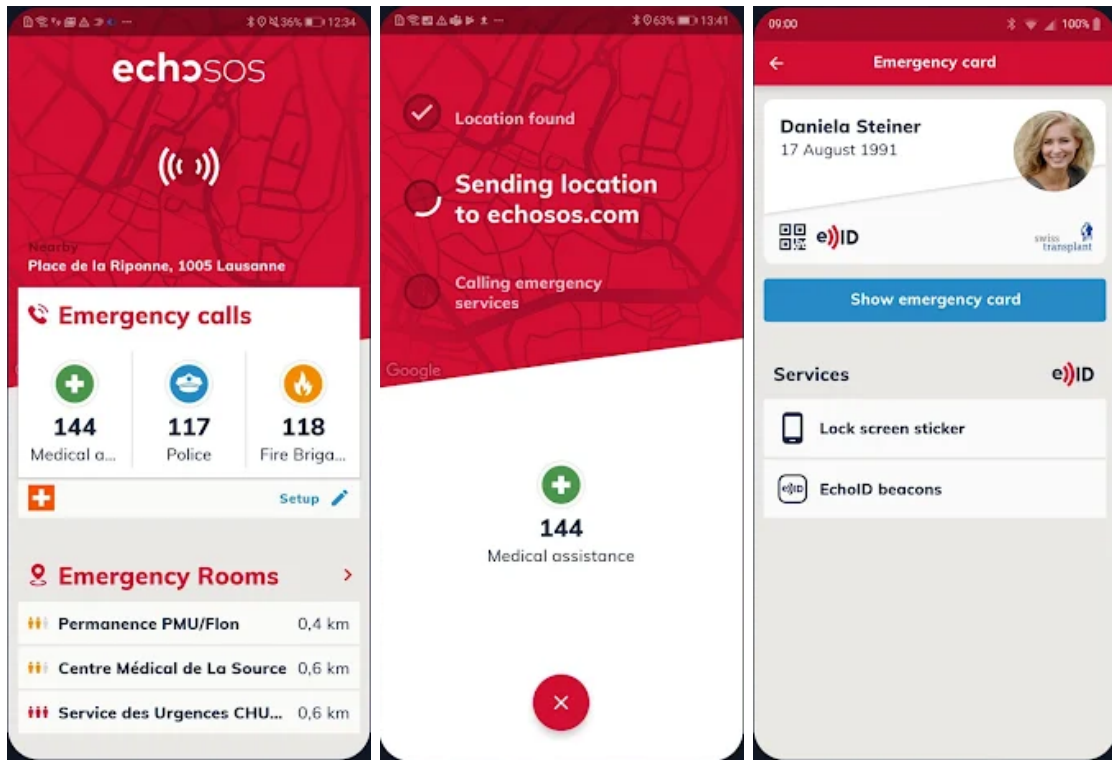 36% 12:34
echosos
Nearby
Place de la Riponne, 1005 Lausanne
Emergency calls
144
Medical a...
117
Police
118
Fire Briga...
Setup
Emergency Rooms
Permanence PMU/Flon 0,4 km
Centre Médical de La Source 0,6 km
Service des Urgences CHU... 0,6 km
63% 13:41
Location found
Sending location
to echosos.com
Calling emergency
services
Google
144
Medical assistance
09:00 100%
Emergency card
Daniela Steiner
17 August 1991
e))ID
swiss
transplant
Show emergency card
Services e))ID
Lock screen sticker
e))ID EchoID beacons